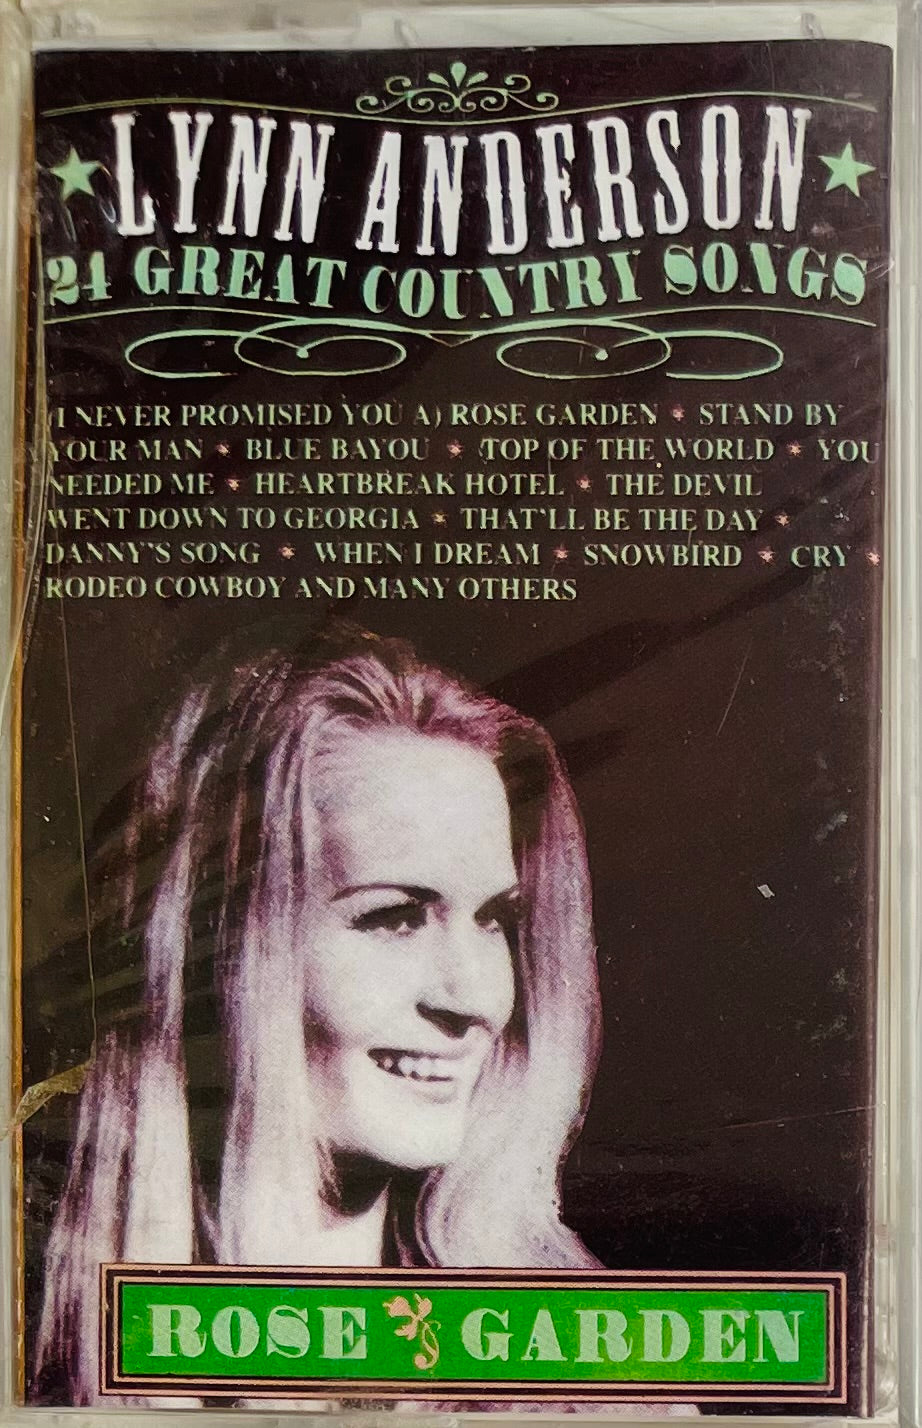 LYNN ANDERSON
24 GREAT COUNTRY SONGS
(I NEVER PROMISED YOU A) ROSE GARDEN * STAND BY
YOUR MAN * BLUE BAYOU * TOP OF THE WORLD * YOU
NEEDED ME * HEARTBREAK HOTEL * THE DEVIL
WENT DOWN TO GEORGIA * THAT'LL BE THE DAY *
DANNY'S SONG * WHEN I DREAM * SNOWBIRD * CRY *
RODEO COWBOY AND MANY OTHERS
ROSE GARDEN